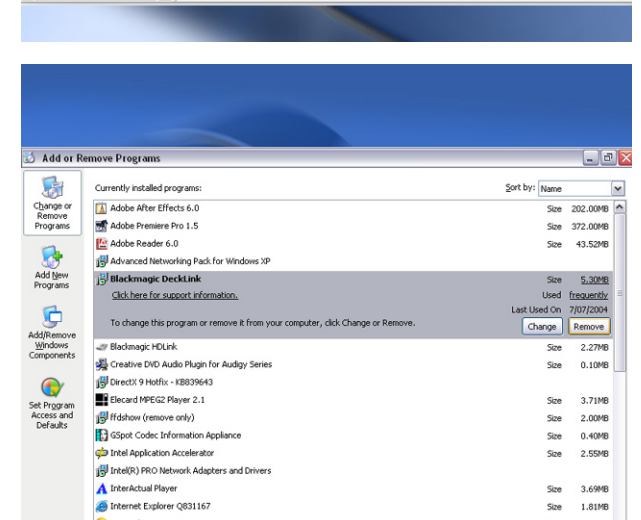 Add or Remove Programs
Change or
Remove
Programs
Add New
Programs
Add/Remove
Windows
Components
Set Program
Access and
Defaults
Currently installed programs:
Sort by: Name
Adobe After Effects 6.0 Size 202.00MB
Adobe Premiere Pro 1.5 Size 372.00MB
Adobe Reader 6.0 Size 43.52MB
Advanced Networking Pack for Windows XP
Blackmagic DeckLink Size 5.30MB
Click here for support information. Used frequently
Last Used On 7/07/2004
To change this program or remove it from your computer, click Change or Remove. Change Remove
Blackmagic HDLink Size 2.27MB
Creative DVD Audio Plugin for Audigy Series Size 0.10MB
DirectX 9 Hotfix - KB839643
Elecard MPEG2 Player 2.1 Size 3.71MB
ffdshow (remove only) Size 2.00MB
GSpot Codec Information Appliance Size 0.40MB
Intel Application Accelerator Size 2.55MB
Intel(R) PRO Network Adapters and Drivers
InterActual Player Size 3.69MB
Internet Explorer Q831167 Size 1.81MB